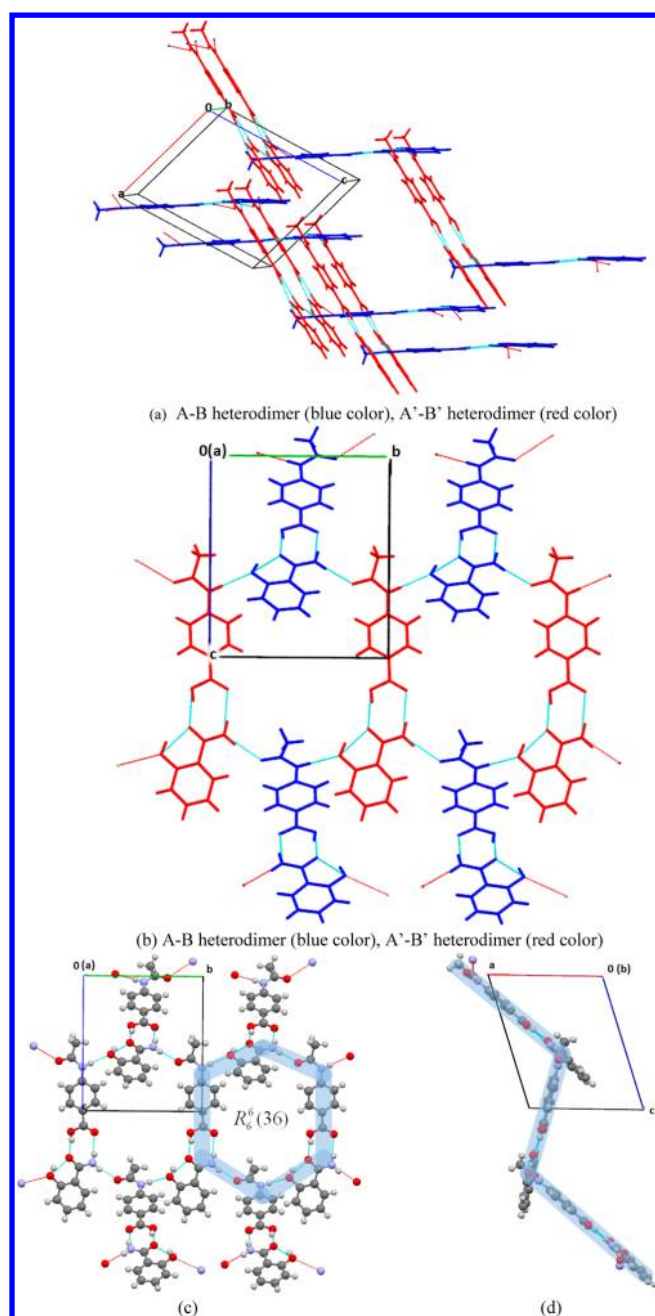 0
b
a
c
(a) A-B heterodimer (blue color), A’-B’ heterodimer (red color)
0(a)
b
c
(b) A-B heterodimer (blue color), A’-B’ heterodimer (red color)
0 (a)
b
a
0 (b)
R₆⁶(36)
c
c
(c)
(d)